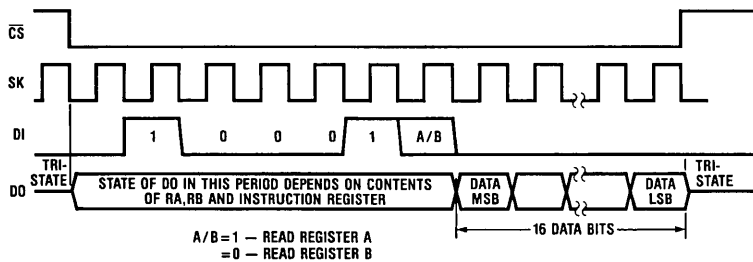 CS
SK
DI 1 0 0 0 1 A/B
TRI-
STATE
TRI-
STATE
DO
STATE OF DO IN THIS PERIOD DEPENDS ON CONTENTS
OF RA,RB AND INSTRUCTION REGISTER
DATA
MSB
DATA
LSB
16 DATA BITS
A/B=1 — READ REGISTER A
=0 — READ REGISTER B